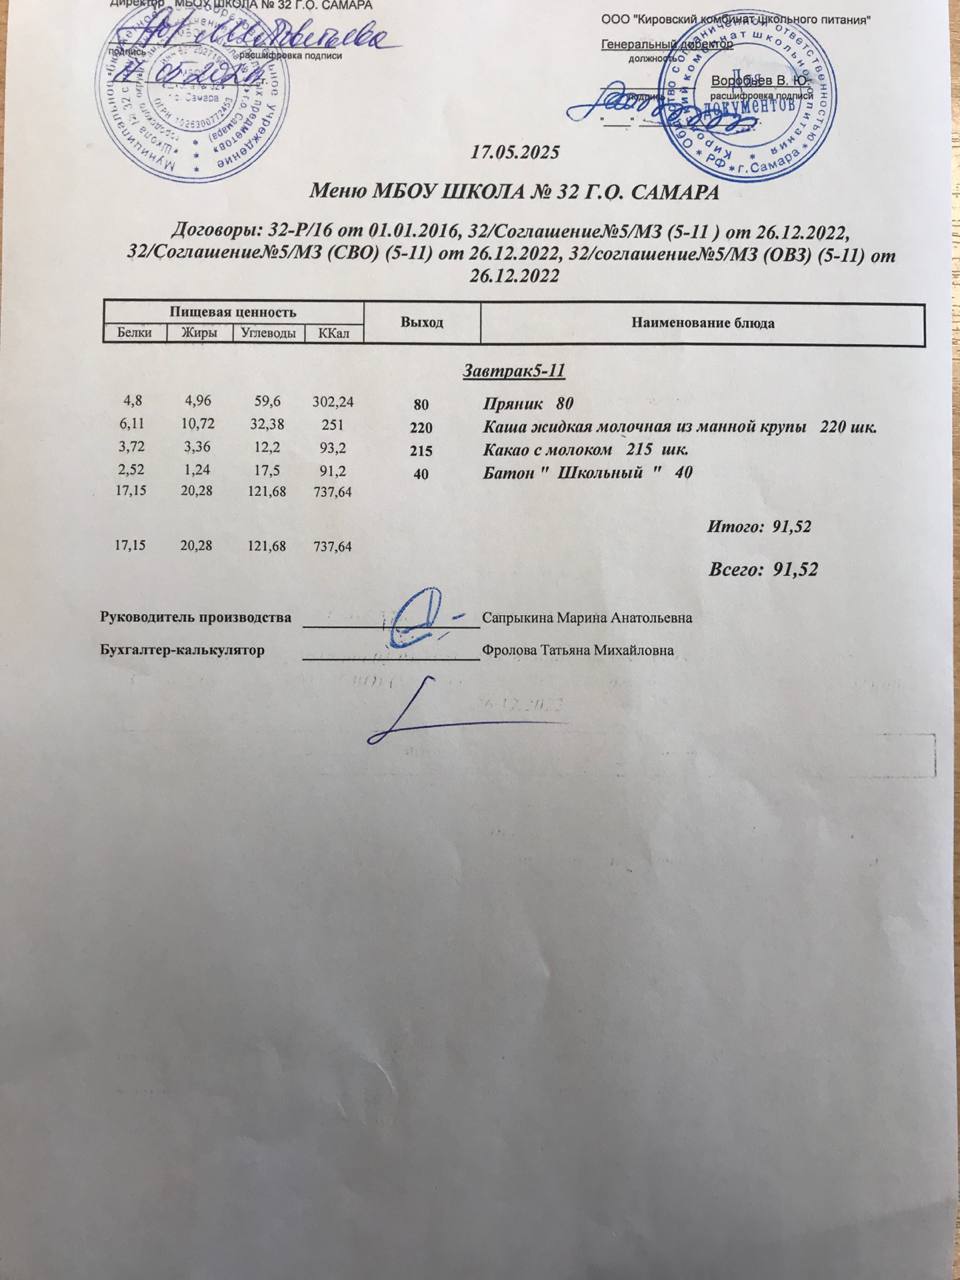 Директор МБОУ ШКОЛА № 32 Г.О. САМАРА
подпись расшифровка подписи
ООО "Кировский комбинат школьного питания"
Генеральный директор
должность
Воробьев В. Ю.
подпись расшифровка подписи
Для документов
г. Самара
17.05.2025
Меню МБОУ ШКОЛА № 32 Г.О. САМАРА
Договоры: 32-Р/16 от 01.01.2016, 32/Соглашение№5/МЗ (5-11 ) от 26.12.2022,
32/Соглашение№5/МЗ (СВО) (5-11) от 26.12.2022, 32/соглашение№5/МЗ (ОВЗ) (5-11) от
26.12.2022
Пищевая ценность Выход Наименование блюда
Белки Жиры Углеводы ККал
Завтрак5-11
4,8 4,96 59,6 302,24 80 Пряник 80
6,11 10,72 32,38 251 220 Каша жидкая молочная из манной крупы 220 шк.
3,72 3,36 12,2 93,2 215 Какао с молоком 215 шк.
2,52 1,24 17,5 91,2 40 Батон " Школьный " 40
17,15 20,28 121,68 737,64
Итого: 91,52
17,15 20,28 121,68 737,64
Всего: 91,52
Руководитель производства Сапрыкина Марина Анатольевна
Бухгалтер-калькулятор Фролова Татьяна Михайловна